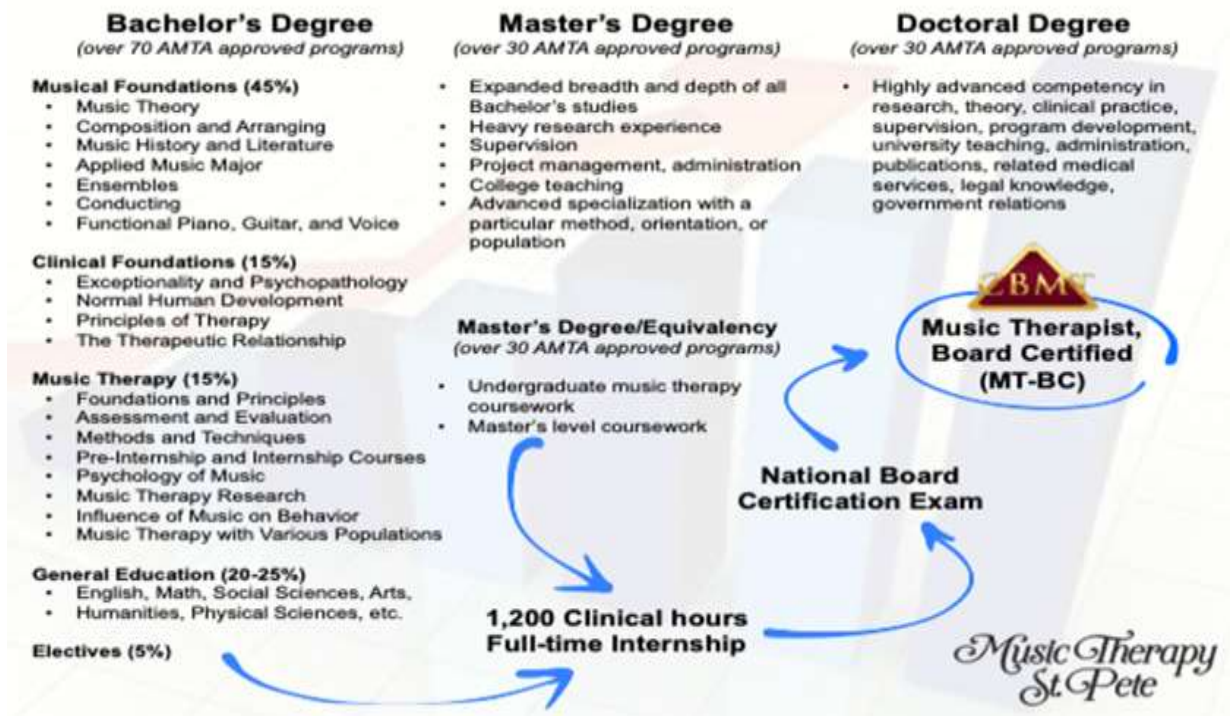 Bachelor's Degree
(over 70 AMTA approved programs)
Musical Foundations (45%)
• Music Theory
• Composition and Arranging
• Music History and Literature
• Applied Music Major
• Ensembles
• Conducting
• Functional Piano, Guitar, and Voice
Clinical Foundations (15%)
• Exceptionality and Psychopathology
• Normal Human Development
• Principles of Therapy
• The Therapeutic Relationship
Music Therapy (15%)
• Foundations and Principles
• Assessment and Evaluation
• Methods and Techniques
• Pre-Internship and Internship Courses
• Psychology of Music
• Music Therapy Research
• Influence of Music on Behavior
• Music Therapy with Various Populations
General Education (20-25%)
• English, Math, Social Sciences, Arts,
• Humanities, Physical Sciences, etc.
Electives (5%)
Master's Degree
(over 30 AMTA approved programs)
• Expanded breadth and depth of all
Bachelor's studies
• Heavy research experience
• Supervision
• Project management, administration
• College teaching
• Advanced specialization with a
particular method, orientation, or
population
Master's Degree/Equivalency
(over 30 AMTA approved programs)
• Undergraduate music therapy
coursework
• Master's level coursework
1,200 Clinical hours
Full-time Internship
Doctoral Degree
(over 30 AMTA approved programs)
• Highly advanced competency in
research, theory, clinical practice,
supervision, program development,
university teaching, administration,
publications, related medical
services, legal knowledge,
government relations
CBMT
Music Therapist,
Board Certified
(MT-BC)
National Board
Certification Exam
Music Therapy
St. Pete